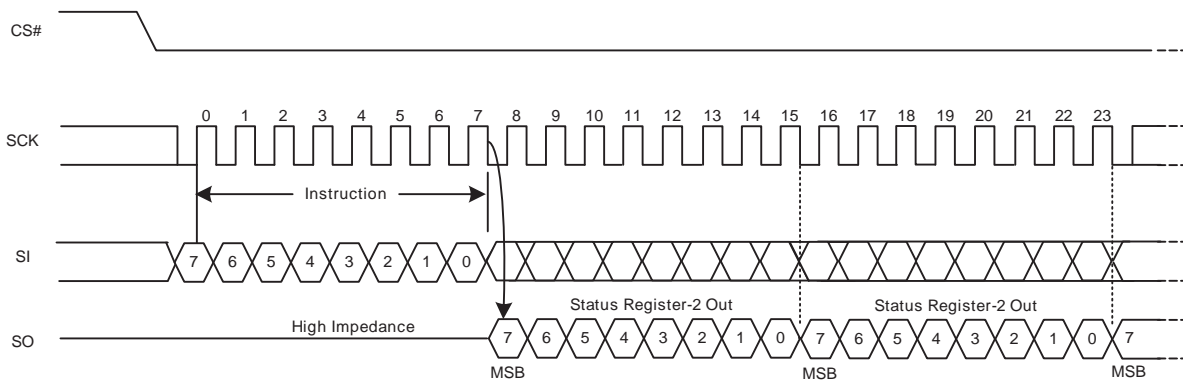 CS#
0 1 2 3 4 5 6 7 8 9 10 11 12 13 14 15 16 17 18 19 20 21 22 23
SCK
Instruction
SI
7 6 5 4 3 2 1 0
Status Register-2 Out Status Register-2 Out
High Impedance
SO
7 6 5 4 3 2 1 0 7 6 5 4 3 2 1 0 7
MSB MSB MSB